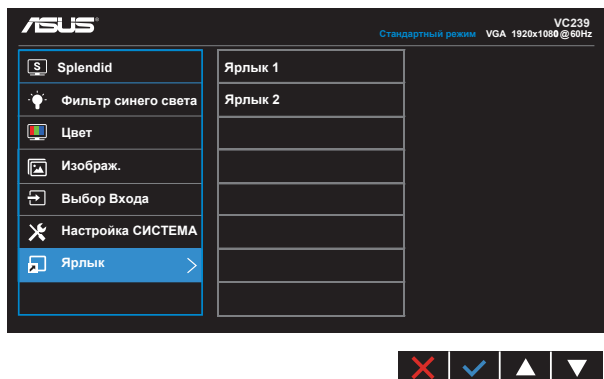 ASUS
VC239
Стандартный режим VGA 1920x1080@60Hz
S Splendid
Фильтр синего света
Цвет
Изображ.
Выбор Входа
Настройка СИСТЕМА
Ярлык
Ярлык 1
Ярлык 2